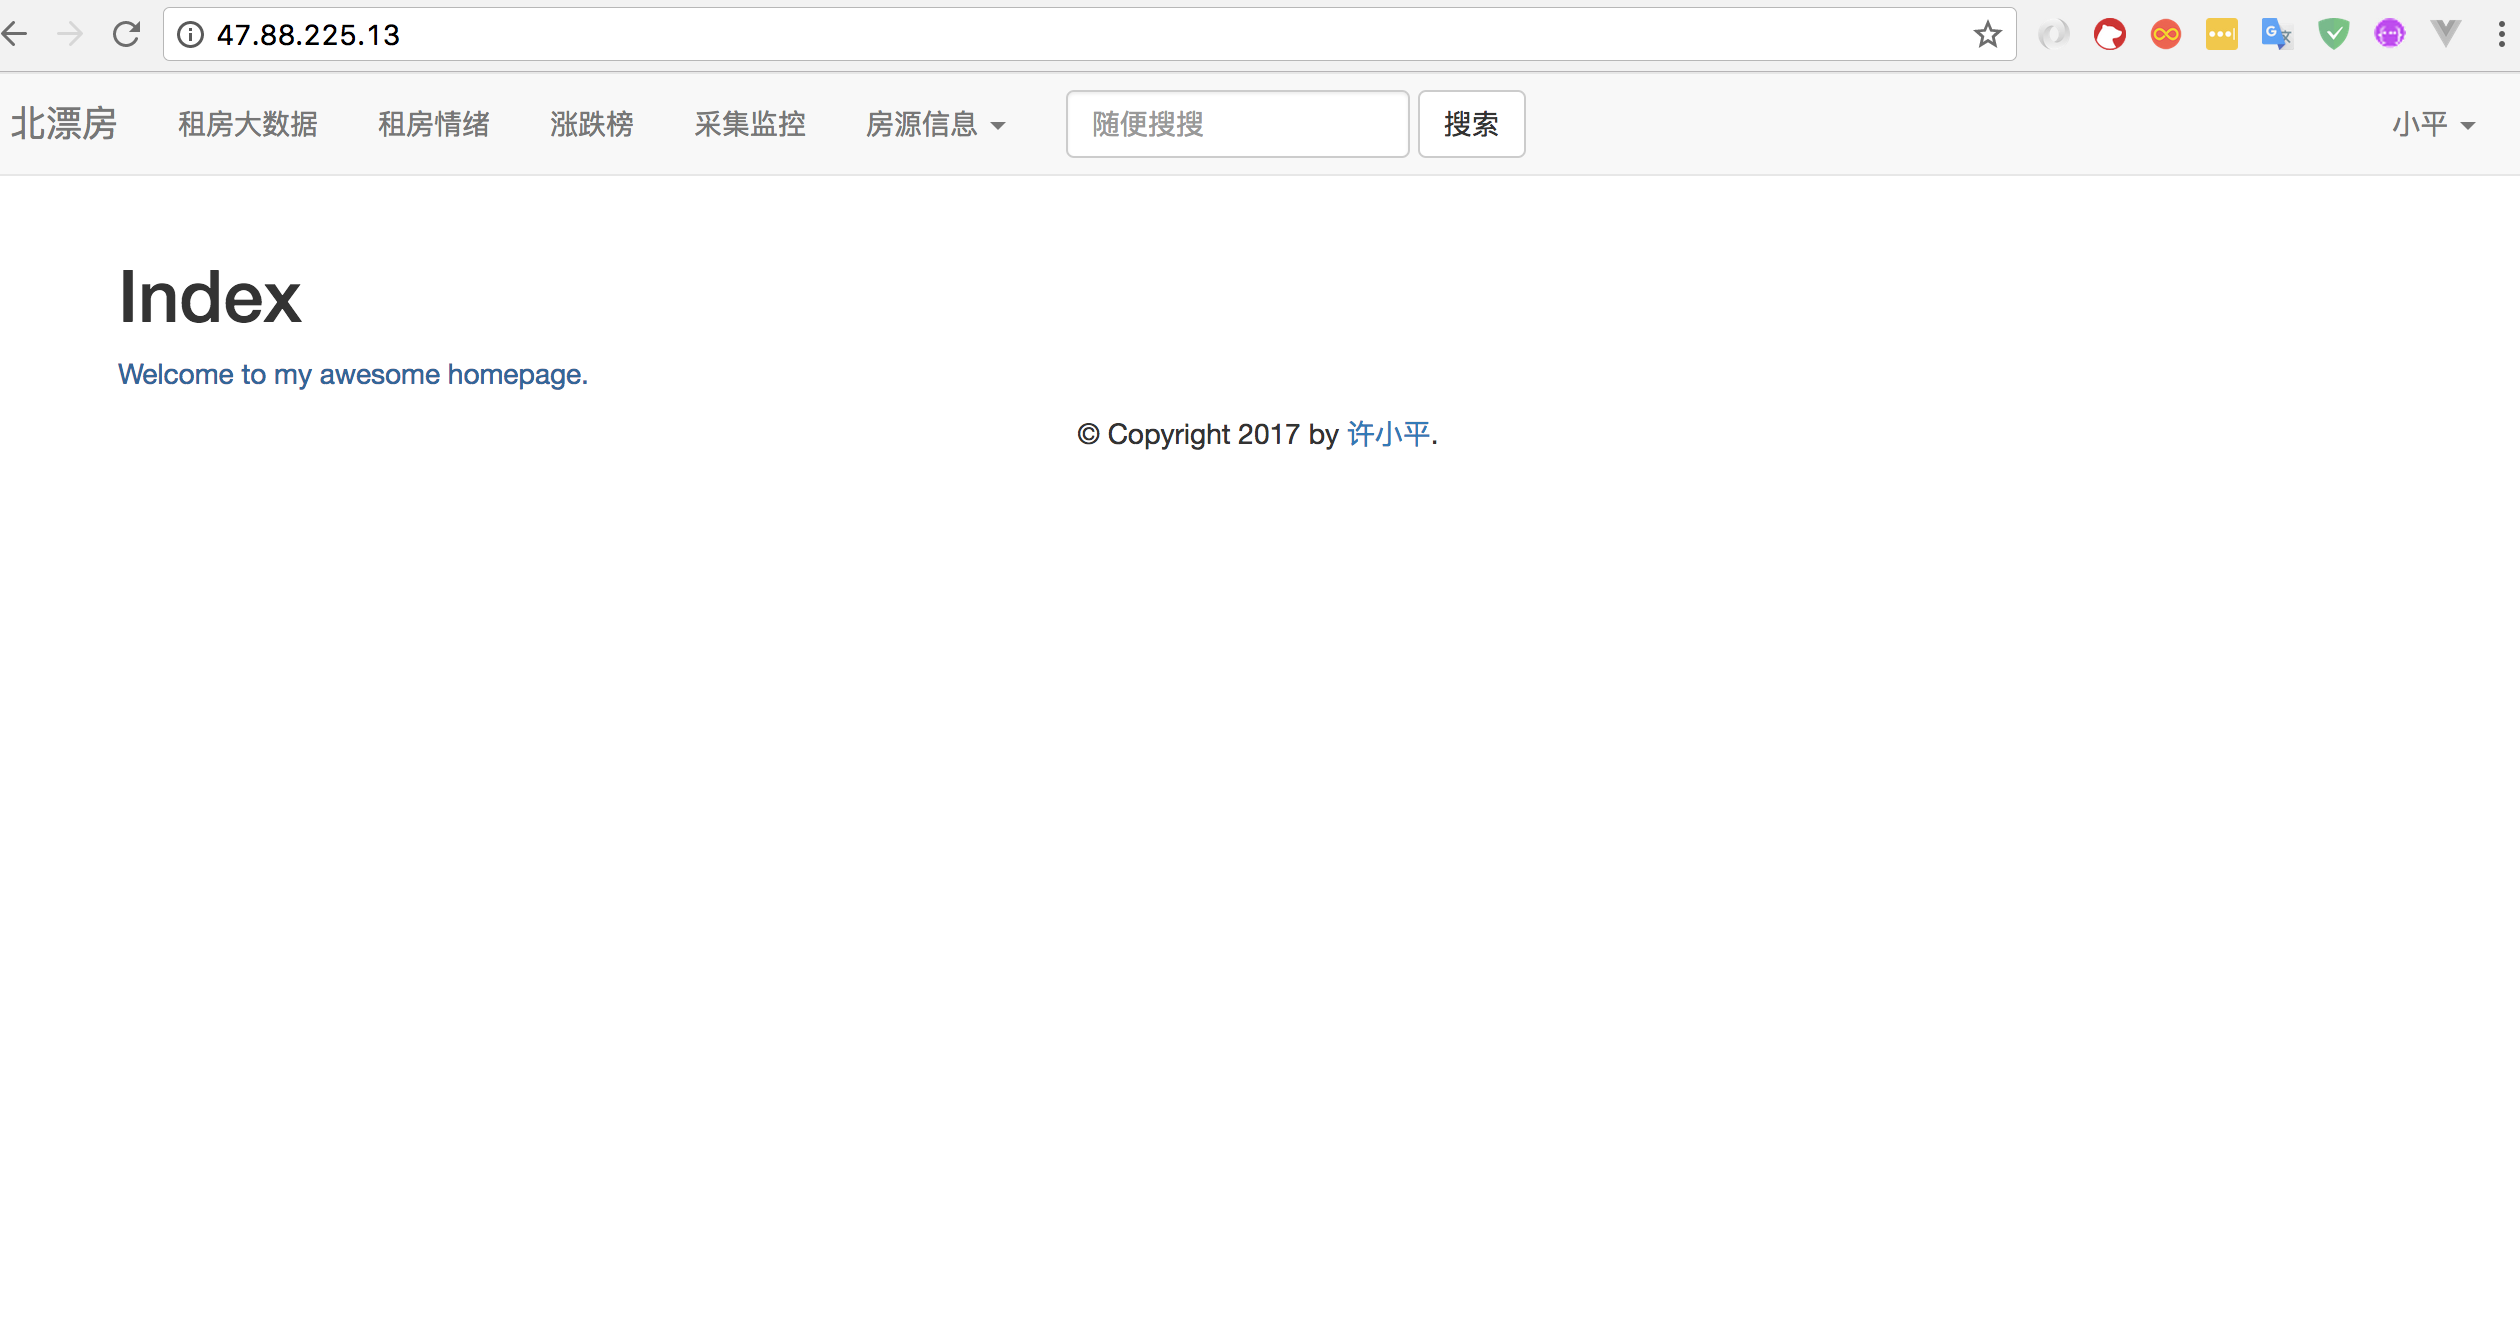 47.88.225.13
北漂房 租房大数据 租房情绪 涨跌榜 采集监控 房源信息 随便搜搜 搜索 小平
Index
Welcome to my awesome homepage.
© Copyright 2017 by 许小平.